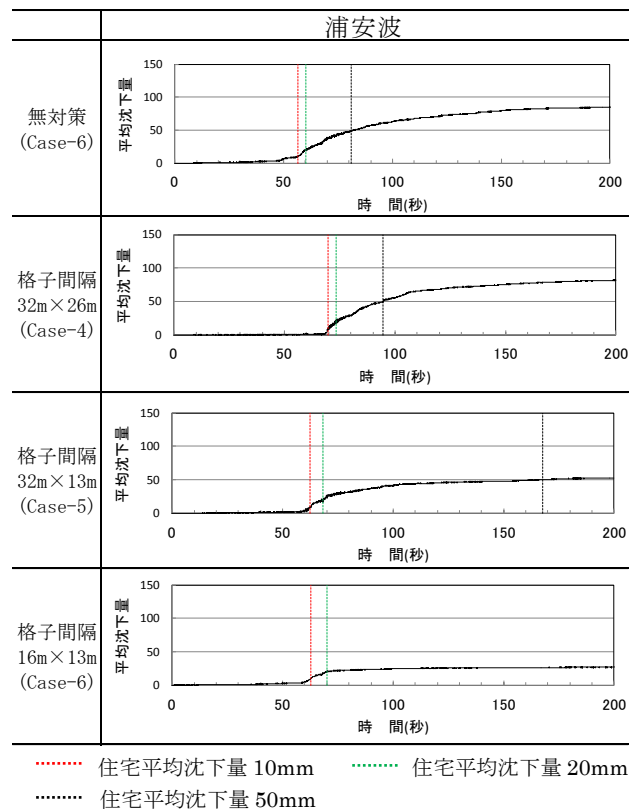 浦安波
無対策
(Case-6)
平均沈下量
150
100
50
0
0 50 100 150 200
時 間(秒)
格子間隔
32m×26m
(Case-4)
平均沈下量
150
100
50
0
0 50 100 150 200
時 間(秒)
格子間隔
32m×13m
(Case-5)
平均沈下量
150
100
50
0
0 50 100 150 200
時 間(秒)
格子間隔
16m×13m
(Case-6)
平均沈下量
150
100
50
0
0 50 100 150 200
時 間(秒)
住宅平均沈下量 10mm 住宅平均沈下量 20mm
住宅平均沈下量 50mm